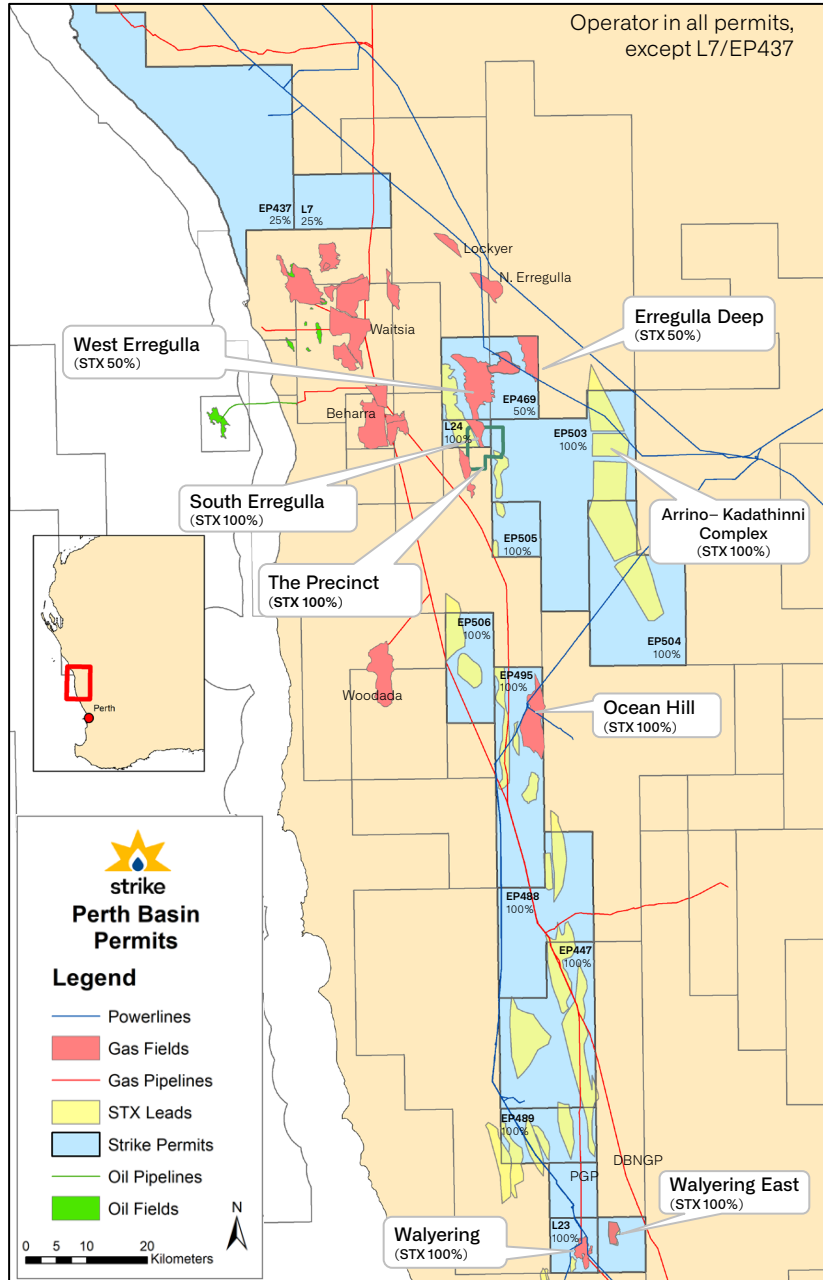 Operator in all permits,
except L7/EP437
EP437
25%
L7
25%
Lockyer
N. Erregulla
Waitsia
Erregulla Deep
(STX 50%)
West Erregulla
(STX 50%)
EP469
50%
Beharra
L24
100%
EP503
100%
South Erregulla
(STX 100%)
Arrino– Kadathinni
Complex
(STX 100%)
EP505
100%
The Precinct
(STX 100%)
EP506
100%
EP504
100%
EP495
100%
Woodada
Ocean Hill
(STX 100%)
Perth
strike
Perth Basin
Permits
Legend
Powerlines
Gas Fields
Gas Pipelines
STX Leads
Strike Permits
Oil Pipelines
Oil Fields
N
0 5 10 20
Kilometers
EP488
100%
EP447
100%
EP489
100%
DBNGP
PGP
Walyering East
(STX 100%)
Walyering
(STX 100%)
L23
100%